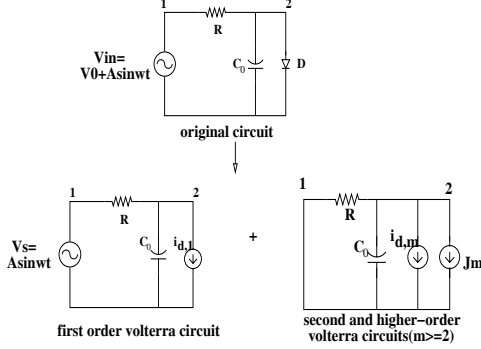 1
2
R
Vin=
V0+Asinwt
C0
D
original circuit
1
2
R
Vs=
Asinwt
C0
id,1
+
1
2
R
C0
id,m
Jm
first order volterra circuit
second and higher-order
volterra circuits(m>=2)